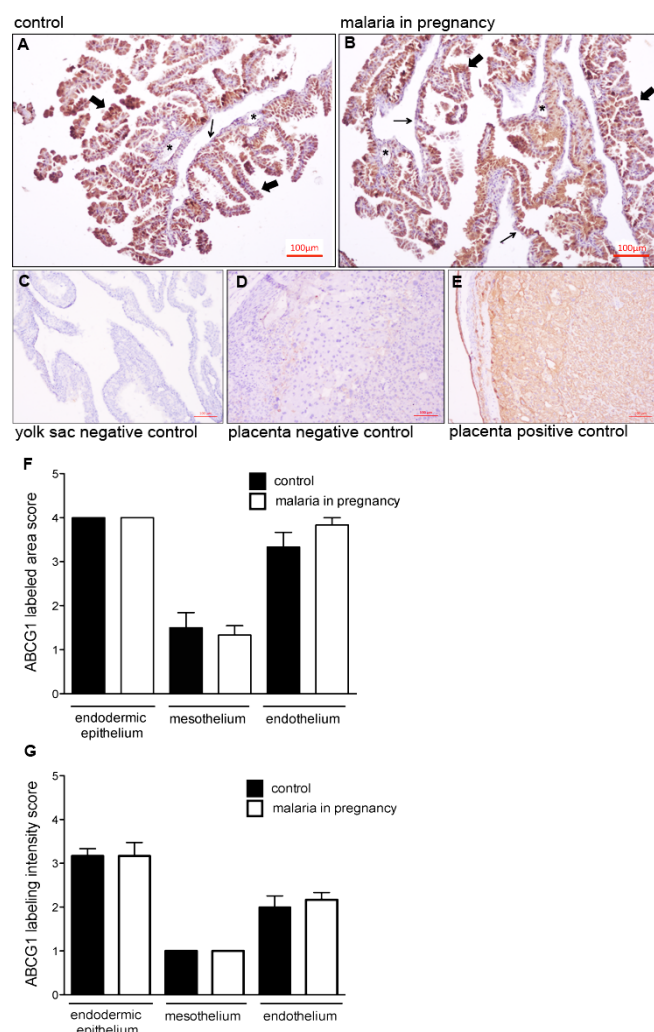 control
malaria in pregnancy
A
*
*
100µm
B
*
*
100µm
C
D
E
yolk sac negative control
placenta negative control
placenta positive control
F
ABCG1 labeled area score
5
4
3
2
1
0
control
malaria in pregnancy
endodermic
epithelium
mesothelium
endothelium
G
ABCG1 labeling intensity score
5
4
3
2
1
0
control
malaria in pregnancy
endodermic
epithelium
mesothelium
endothelium